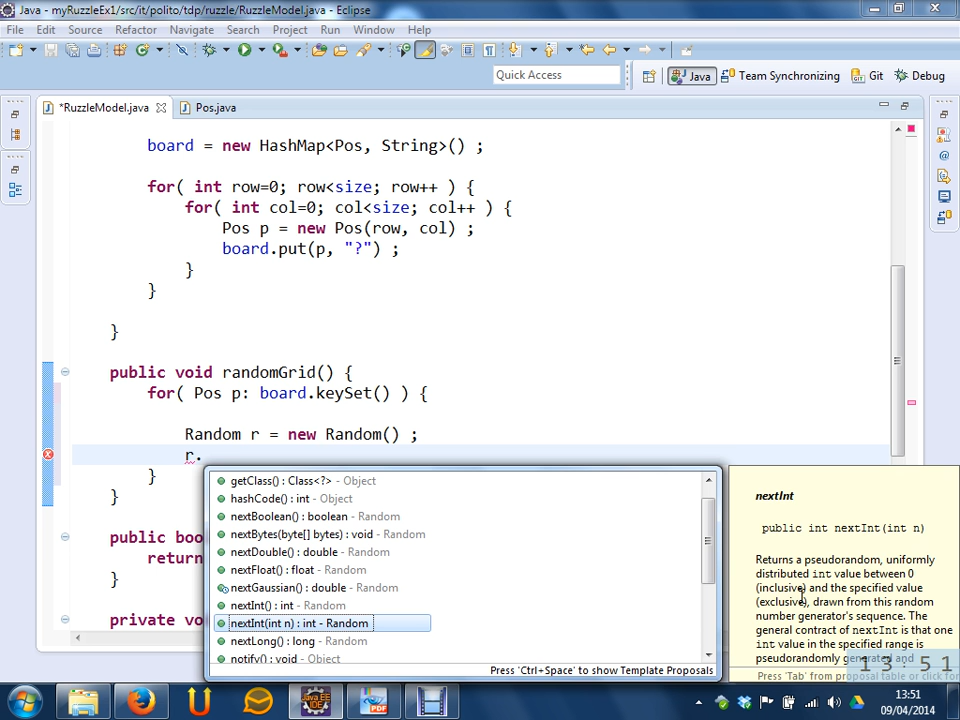 Java - myRuzzleEx1/src/it/polito/tdp/ruzzle/RuzzleModel.java - Eclipse
File Edit Source Refactor Navigate Search Project Run Window Help
Quick Access
Java Team Synchronizing Git Debug
*RuzzleModel.java Pos.java
board = new HashMap<Pos, String>() ;
for( int row=0; row<size; row++ ) {
for( int col=0; col<size; col++ ) {
Pos p = new Pos(row, col) ;
board.put(p, "?") ;
}
}
}
public void randomGrid() {
for( Pos p: board.keySet() ) {
Random r = new Random() ;
r.
}
}
public boo
return
}
private vo
getClass() : Class<?> - Object
hashCode() : int - Object
nextBoolean() : boolean - Random
nextBytes(byte[] bytes) : void - Random
nextDouble() : double - Random
nextFloat() : float - Random
nextGaussian() : double - Random
nextInt() : int - Random
nextInt(int n) : int - Random
nextLong() : long - Random
notify() : void - Object
Press 'Ctrl+Space' to show Template Proposals
nextInt
public int nextInt(int n)
Returns a pseudorandom, uniformly
distributed int value between 0
(inclusive) and the specified value
(exclusive), drawn from this random
number generator's sequence. The
general contract of nextInt is that one
int value in the specified range is
pseudorandomly generated and
Press 'Tab' from proposal table or click for
13:51
13:51
09/04/2014